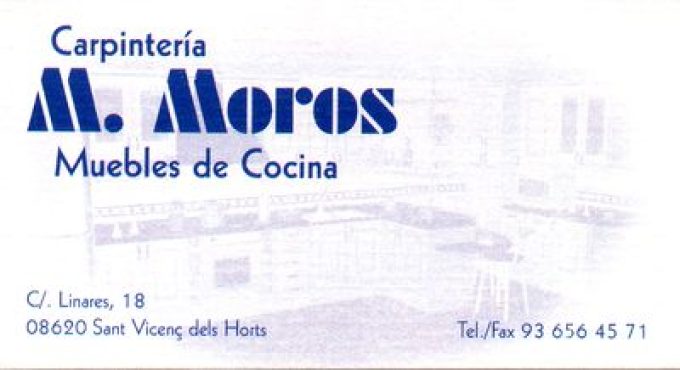 Carpintería
M. Moros
Muebles de Cocina
C/. Linares, 18
08620 Sant Vicenç dels Horts
Tel./Fax 93 656 45 71